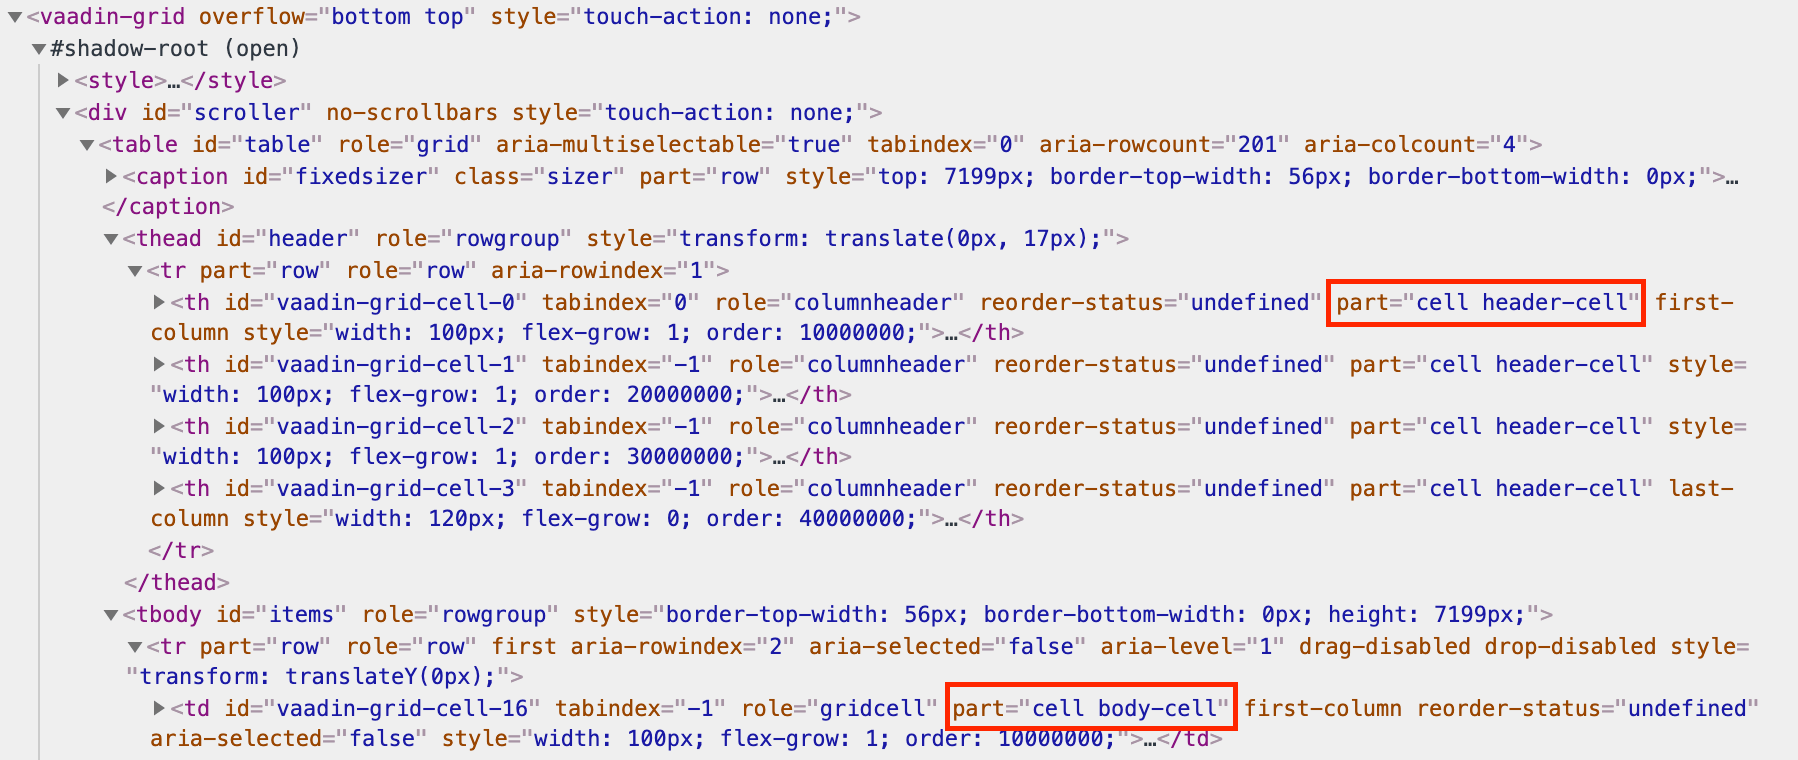 ▼<vaadin-grid overflow="bottom top" style="touch-action: none;">
▼#shadow-root (open)
▶<style>…</style>
▼<div id="scroller" no-scrollbars style="touch-action: none;">
▼<table id="table" role="grid" aria-multiselectable="true" tabindex="0" aria-rowcount="201" aria-colcount="4">
▶<caption id="fixedsizer" class="sizer" part="row" style="top: 7199px; border-top-width: 56px; border-bottom-width: 0px;">…
</caption>
▼<thead id="header" role="rowgroup" style="transform: translate(0px, 17px);">
▼<tr part="row" role="row" aria-rowindex="1">
▶<th id="vaadin-grid-cell-0" tabindex="0" role="columnheader" reorder-status="undefined" part="cell header-cell" first-
column style="width: 100px; flex-grow: 1; order: 10000000;">…</th>
▶<th id="vaadin-grid-cell-1" tabindex="-1" role="columnheader" reorder-status="undefined" part="cell header-cell" style=
"width: 100px; flex-grow: 1; order: 20000000;">…</th>
▶<th id="vaadin-grid-cell-2" tabindex="-1" role="columnheader" reorder-status="undefined" part="cell header-cell" style=
"width: 100px; flex-grow: 1; order: 30000000;">…</th>
▶<th id="vaadin-grid-cell-3" tabindex="-1" role="columnheader" reorder-status="undefined" part="cell header-cell" last-
column style="width: 120px; flex-grow: 0; order: 40000000;">…</th>
</tr>
</thead>
▼<tbody id="items" role="rowgroup" style="border-top-width: 56px; border-bottom-width: 0px; height: 7199px;">
▼<tr part="row" role="row" first aria-rowindex="2" aria-selected="false" aria-level="1" drag-disabled drop-disabled style=
"transform: translateY(0px);">
▶<td id="vaadin-grid-cell-16" tabindex="-1" role="gridcell" part="cell body-cell" first-column reorder-status="undefined"
aria-selected="false" style="width: 100px; flex-grow: 1; order: 10000000;">…</td>